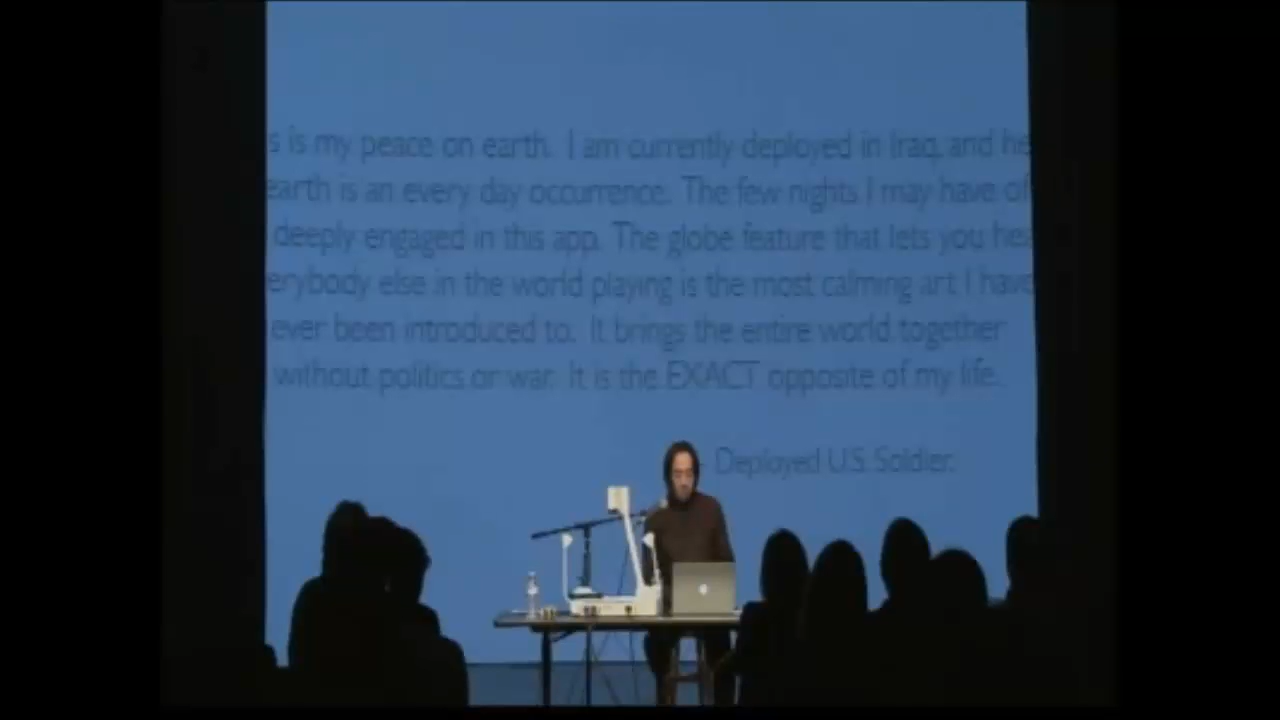 s is my peace on earth. I am currently deployed in Iraq, and he
earth is an every day occurrence. The few nights I may have of
deeply engaged in this app. The globe feature that lets you hea
erybody else in the world playing is the most calming art I have
ever been introduced to. It brings the entire world together
without politics or war. It is the EXACT opposite of my life.
- Deployed U.S. Soldier.